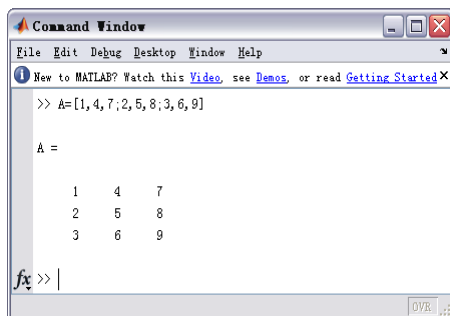 Command Window
File Edit Debug Desktop Window Help
New to MATLAB? Watch this Video, see Demos, or read Getting Started
>> A=[1,4,7;2,5,8;3,6,9]
A =
1 4 7
2 5 8
3 6 9
fx >>
OVR